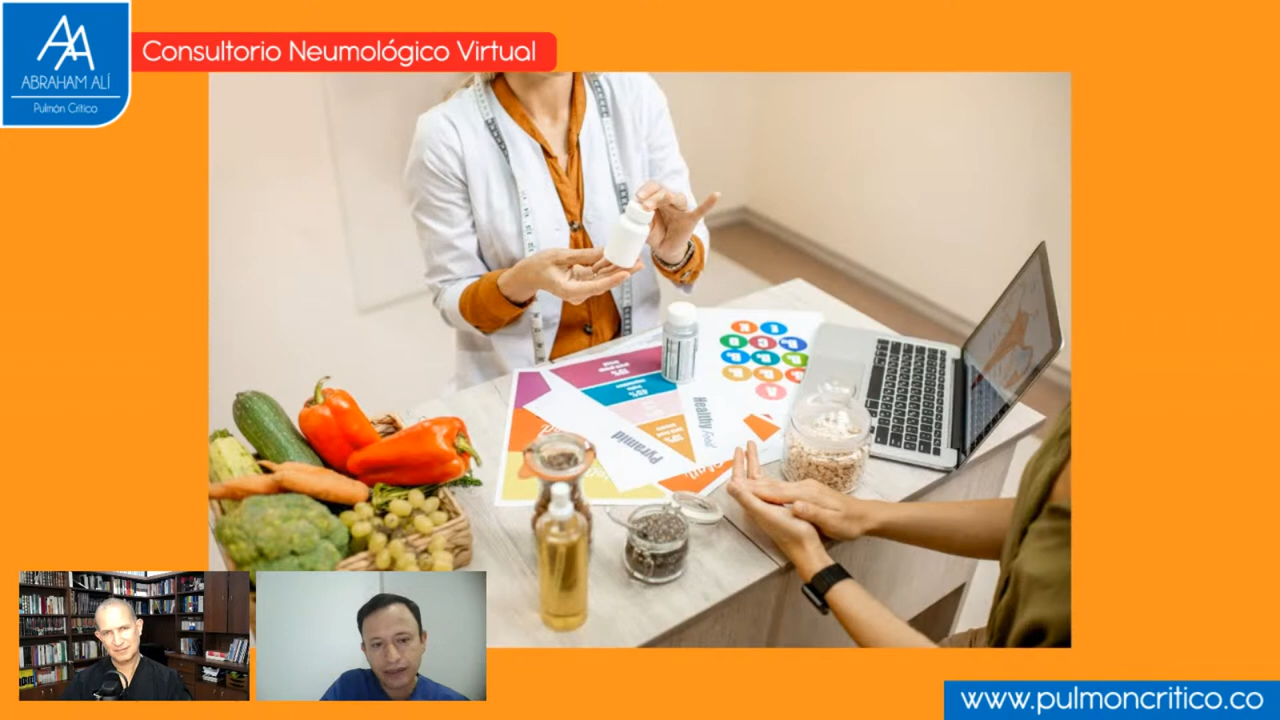 AA
ABRAHAM ALÍ
Pulmón Crítico
Consultorio Neumológico Virtual
Healthy
Food
Pyramid
www.pulmoncritico.co